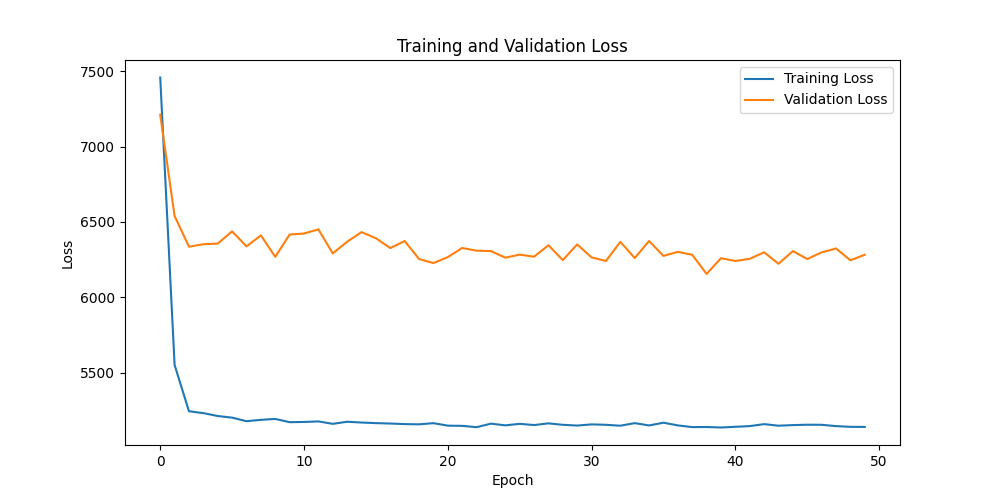 Training and Validation Loss
Training Loss
Validation Loss
7500
7000
6500
6000
5500
Loss
0 10 20 30 40 50
Epoch